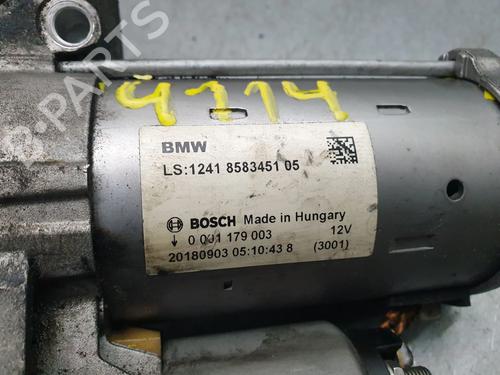 4114
BMW
LS:1241 8583451 05
BOSCH Made in Hungary
0 001 179 003 12V
20180903 05:10:43 8 (3001)
B-PARTS